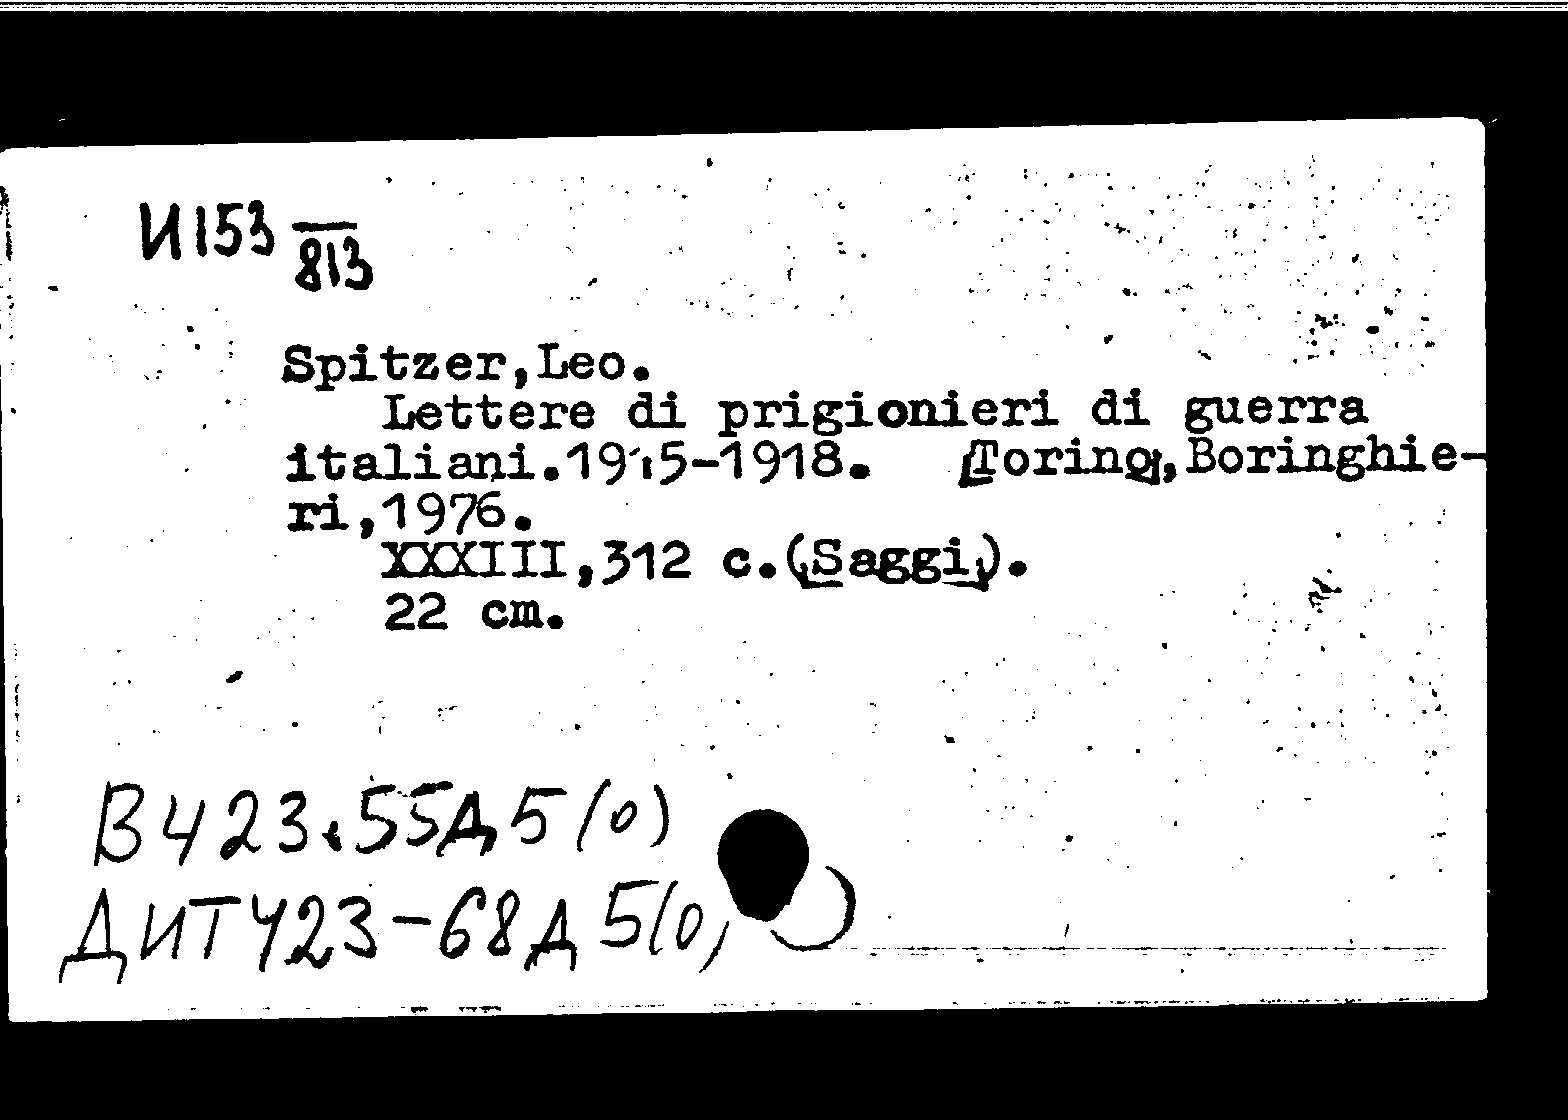 И153
813
Spitzer,Leo.
Lettere di prigionieri di guerra
italiani.1915-1918. [Torino],Boringhie-
ri,1976.
XXXIII,312 с.([Saggi]).
22 cm.
В423.55Д5(0)
ДИТ423-68Д5(0)